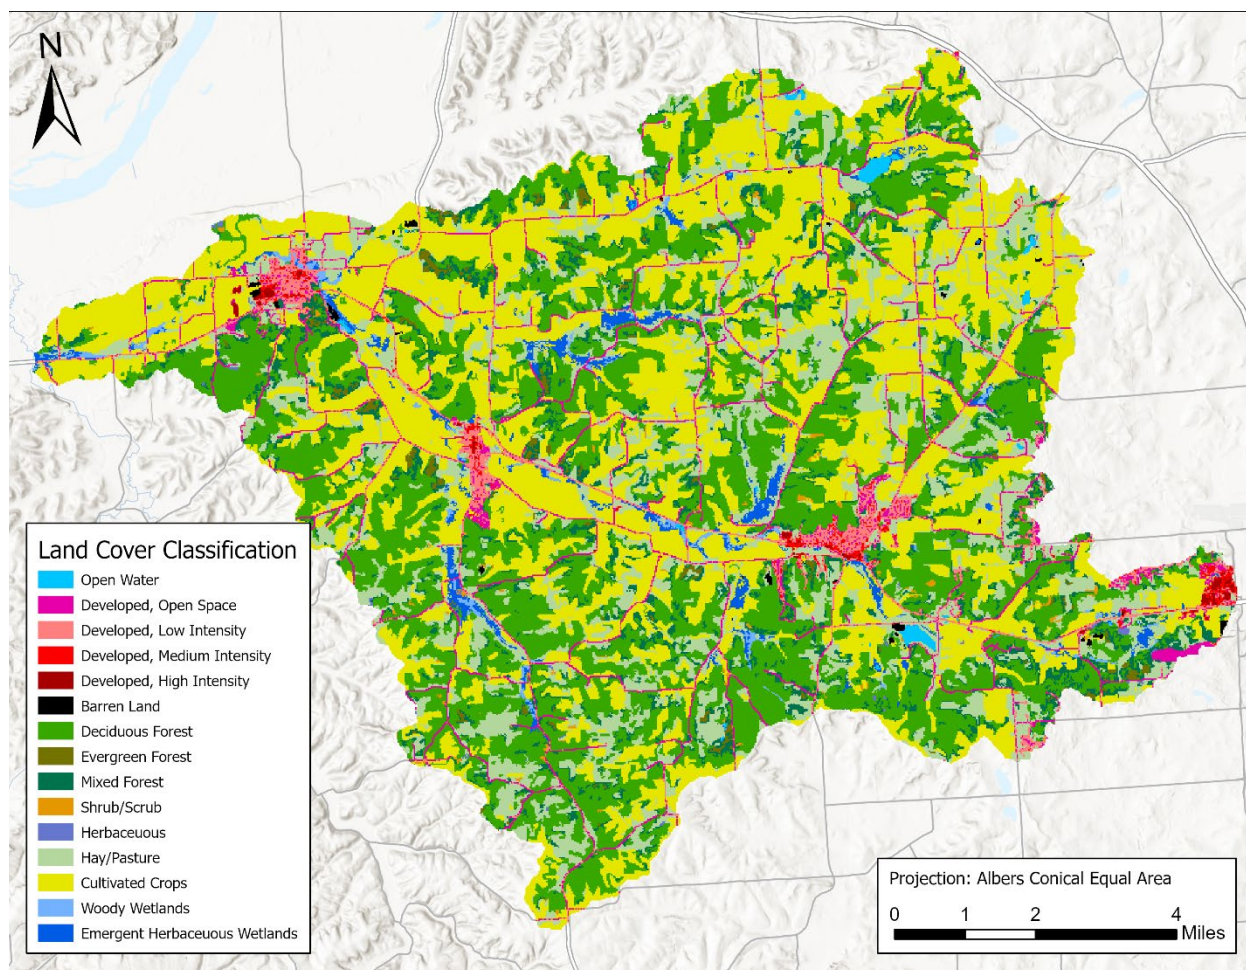 N
Land Cover Classification
Open Water
Developed, Open Space
Developed, Low Intensity
Developed, Medium Intensity
Developed, High Intensity
Barren Land
Deciduous Forest
Evergreen Forest
Mixed Forest
Shrub/Scrub
Herbaceuous
Hay/Pasture
Cultivated Crops
Woody Wetlands
Emergent Herbaceuous Wetlands
Projection: Albers Conical Equal Area
0 1 2 4
Miles